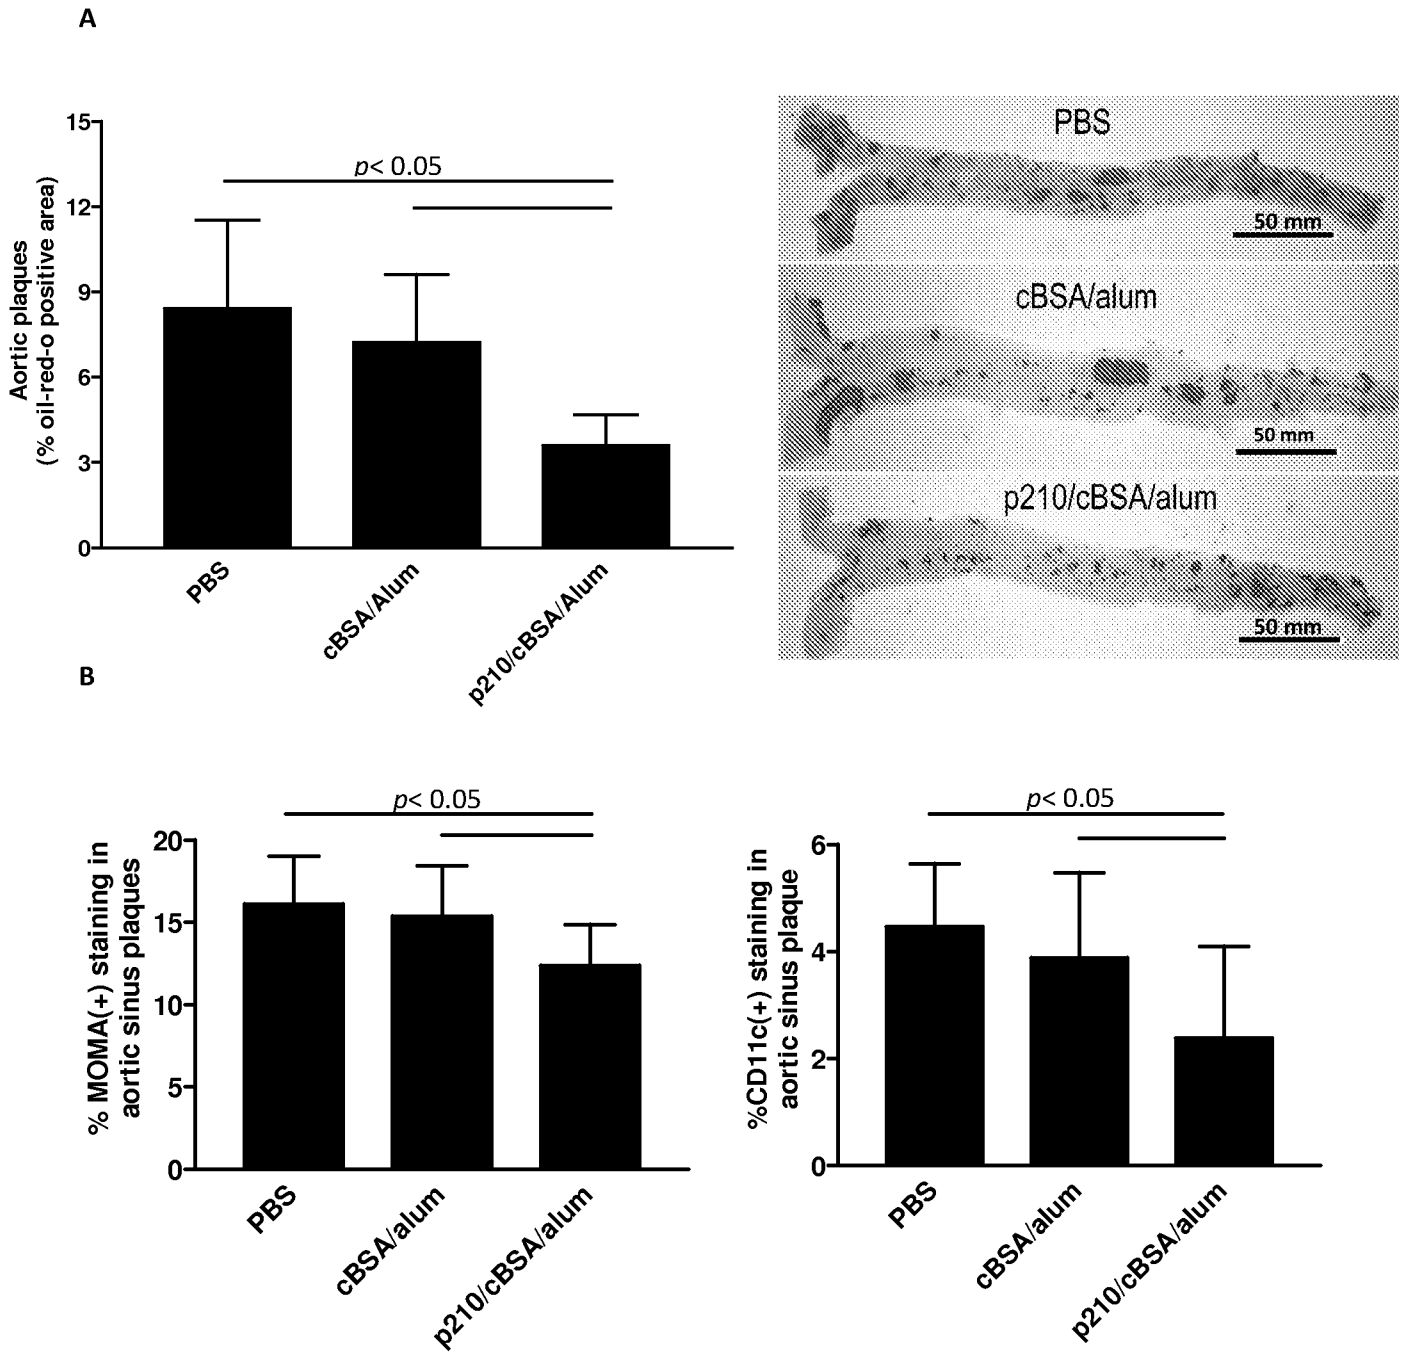 A
15
12
9
6
3
0
Aortic plaques
(% oil-red-o positive area)
p< 0.05
PBS
cBSA/Alum
p210/cBSA/Alum
PBS
50 mm
cBSA/alum
50 mm
p210/cBSA/alum
50 mm
B
20
15
10
5
0
% MOMA(+) staining in
aortic sinus plaques
p< 0.05
PBS
cBSA/alum
p210/cBSA/alum
6
4
2
0
%CD11c(+) staining in
aortic sinus plaque
p< 0.05
PBS
cBSA/alum
p210/cBSA/alum